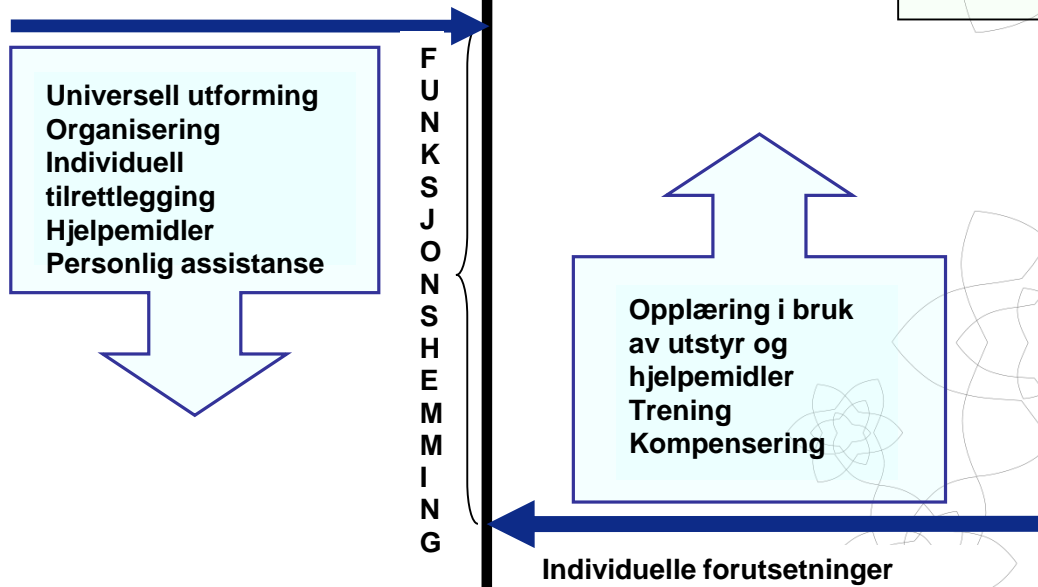 Universell utforming
Organisering
Individuell
tilrettlegging
Hjelpemidler
Personlig assistanse
F
U
N
K
S
J
O
N
S
H
E
M
M
I
N
G
Opplæring i bruk
av utstyr og
hjelpemidler
Trening
Kompensering
Individuelle forutsetninger